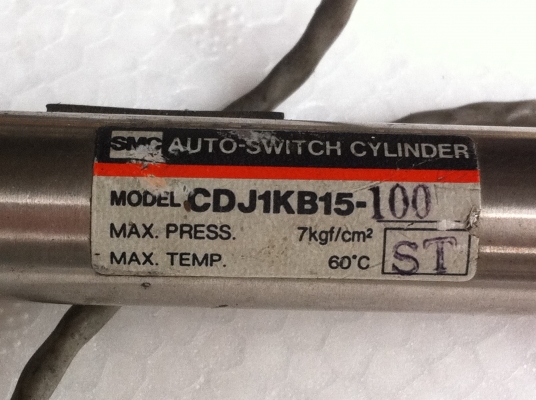 SMC AUTO-SWITCH CYLINDER
MODEL CDJ1KB15-100
MAX. PRESS. 7kgf/cm²
MAX. TEMP. 60°C ST